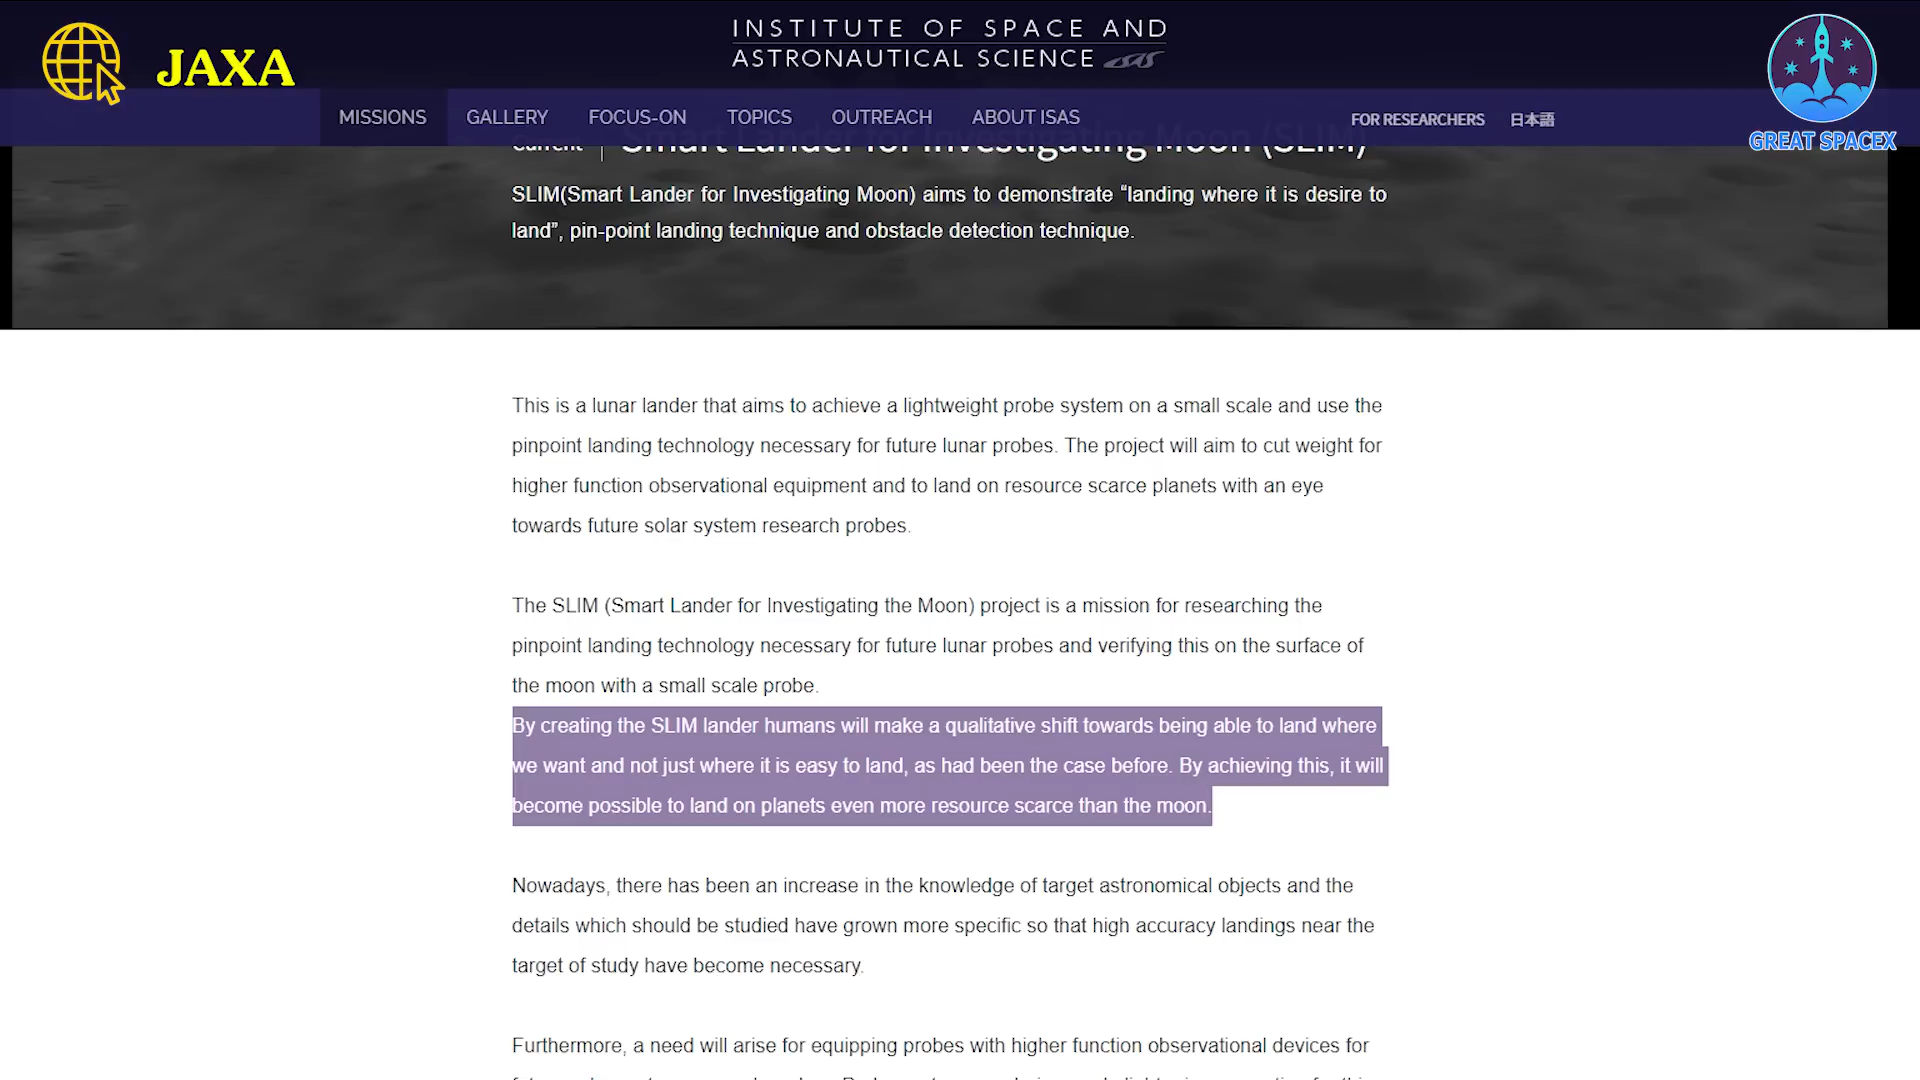 INSTITUTE OF SPACE AND
ASTRONAUTICAL SCIENCE isas
JAXA
GREAT SPACEX
MISSIONS GALLERY FOCUS-ON TOPICS OUTREACH ABOUT ISAS FOR RESEARCHERS 日本語
Current Smart Lander for Investigating Moon (SLIM)
SLIM(Smart Lander for Investigating Moon) aims to demonstrate “landing where it is desire to
land”, pin-point landing technique and obstacle detection technique.
This is a lunar lander that aims to achieve a lightweight probe system on a small scale and use the
pinpoint landing technology necessary for future lunar probes. The project will aim to cut weight for
higher function observational equipment and to land on resource scarce planets with an eye
towards future solar system research probes.
The SLIM (Smart Lander for Investigating the Moon) project is a mission for researching the
pinpoint landing technology necessary for future lunar probes and verifying this on the surface of
the moon with a small scale probe.
By creating the SLIM lander humans will make a qualitative shift towards being able to land where
we want and not just where it is easy to land, as had been the case before. By achieving this, it will
become possible to land on planets even more resource scarce than the moon.
Nowadays, there has been an increase in the knowledge of target astronomical objects and the
details which should be studied have grown more specific so that high accuracy landings near the
target of study have become necessary.
Furthermore, a need will arise for equipping probes with higher function observational devices for